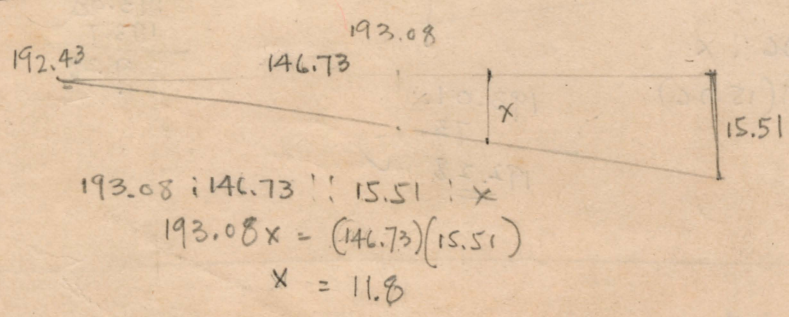 193.08
192.43
146.73
x
15.51
193.08 : 146.73 :: 15.51 : x
193.08x = (146.73)(15.51)
x = 11.8